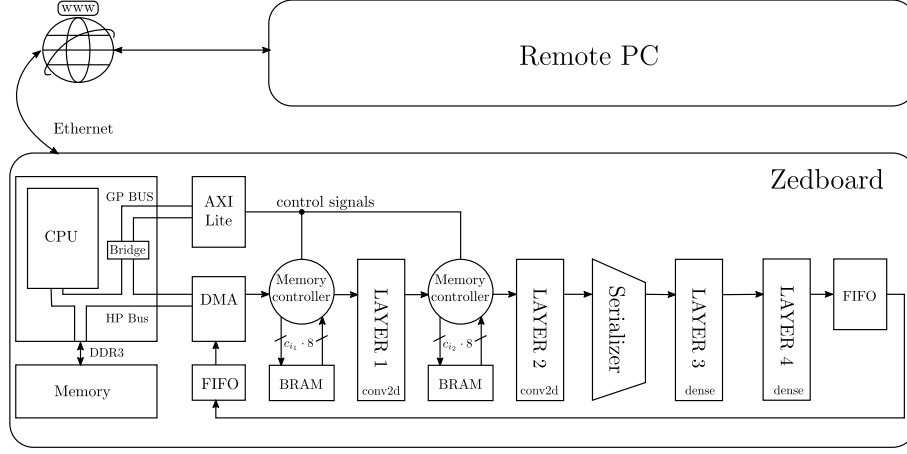 WWW
Remote PC
Ethernet
Zedboard
GP BUS
AXI
Lite
control signals
CPU
Bridge
HP Bus
DDR3
Memory
DMA
FIFO
Memory
controller
c_{i_1} · 8
BRAM
LAYER 1
conv2d
Memory
controller
c_{i_2} · 8
BRAM
LAYER 2
conv2d
Serializer
LAYER 3
dense
LAYER 4
dense
FIFO